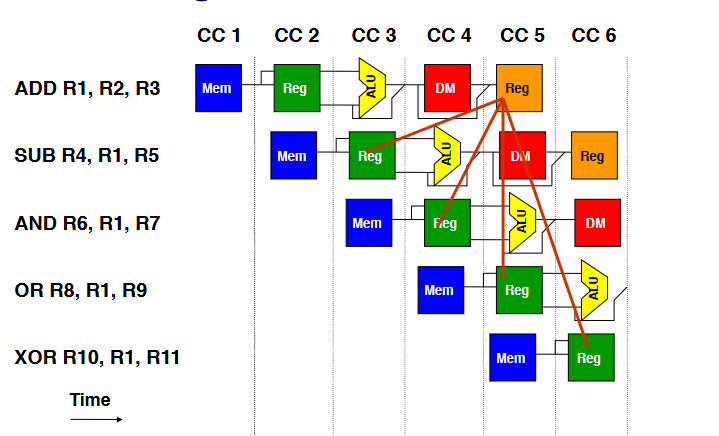 CC 1 CC 2 CC 3 CC 4 CC 5 CC 6
ADD R1, R2, R3 Mem Reg ALU DM Reg
SUB R4, R1, R5 Mem Reg ALU DM Reg
AND R6, R1, R7 Mem Reg ALU DM
OR R8, R1, R9 Mem Reg ALU
XOR R10, R1, R11 Mem Reg
Time